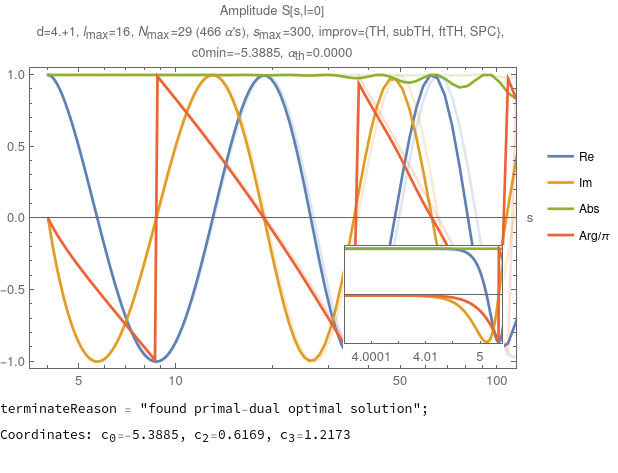 Amplitude S[s,l=0]
d=4.+1, lmax=16, Nmax=29 (466 α's), smax=300, improv={TH, subTH, ftTH, SPC},
c0min=−5.3885, αth=0.0000
1.0
0.5
0.0
−0.5
−1.0
5
10
50
100
s
4.0001
4.01
5
Re
Im
Abs
Arg/π
terminateReason = "found primal-dual optimal solution";
Coordinates: c0=-5.3885, c2=0.6169, c3=1.2173